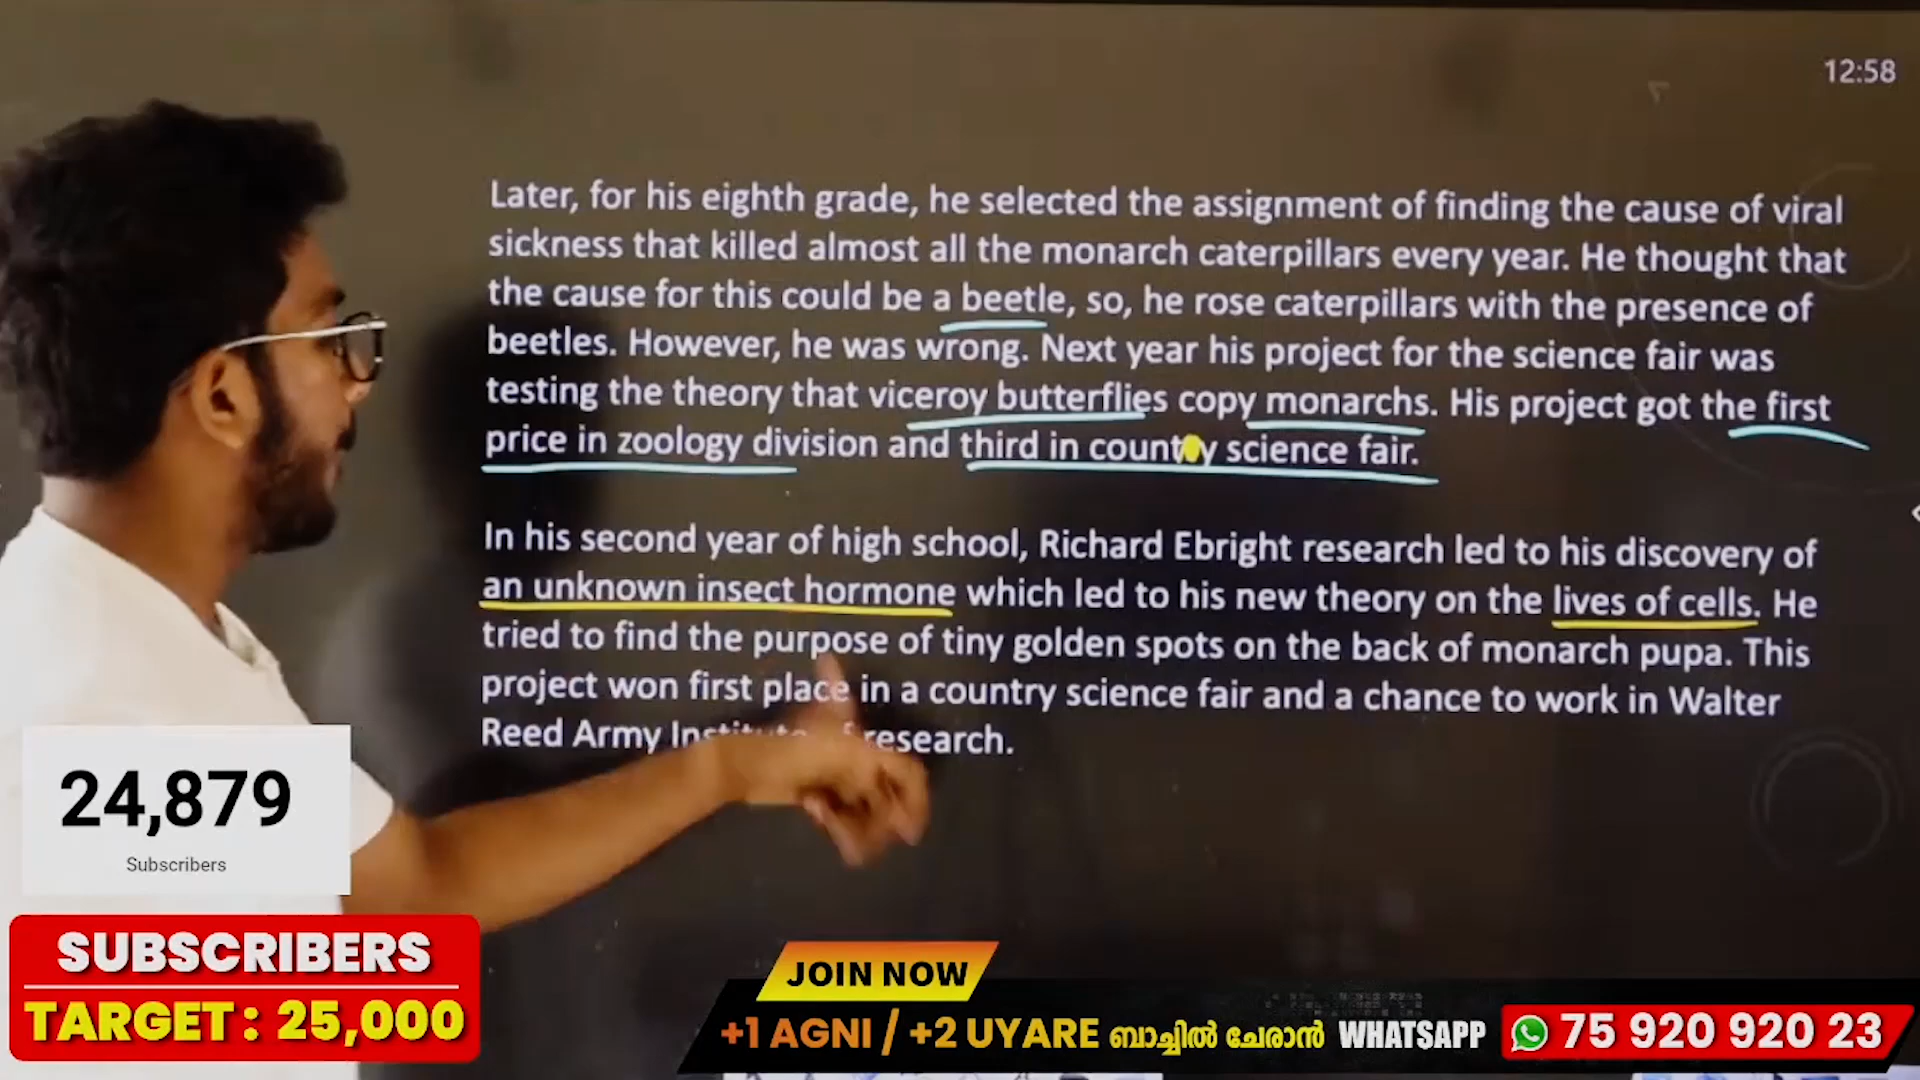 12:58
Later, for his eighth grade, he selected the assignment of finding the cause of viral
sickness that killed almost all the monarch caterpillars every year. He thought that
the cause for this could be a beetle, so, he rose caterpillars with the presence of
beetles. However, he was wrong. Next year his project for the science fair was
testing the theory that viceroy butterflies copy monarchs. His project got the first
price in zoology division and third in country science fair.
In his second year of high school, Richard Ebright research led to his discovery of
an unknown insect hormone which led to his new theory on the lives of cells. He
tried to find the purpose of tiny golden spots on the back of monarch pupa. This
project won first place in a country science fair and a chance to work in Walter
Reed Army research.
24,879
Subscribers
SUBSCRIBERS
TARGET : 25,000
JOIN NOW
+1 AGNI / +2 UYARE ബാച്ചിൽ ചേരാൻ WHATSAPP 75 920 920 23